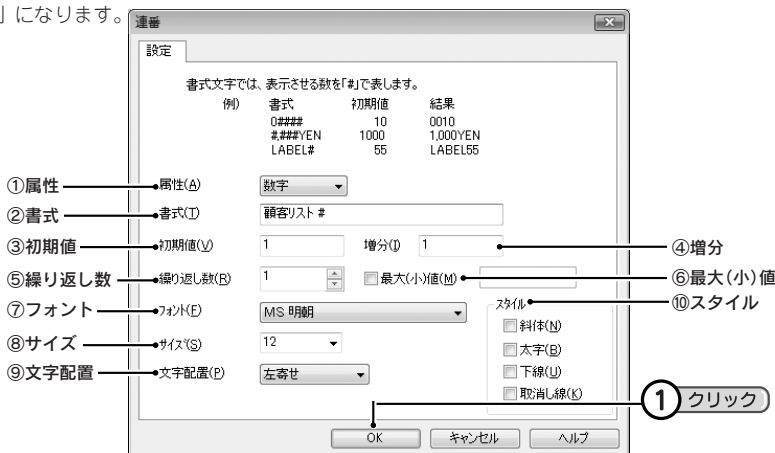 」になります。
連番
設定
書式文字では、表示させる数を「#」で表します。
例) 書式 初期値 結果
0#### 10 0010
#,###YEN 1000 1,000YEN
LABEL# 55 LABEL55
①属性 属性(A) 数字
②書式 書式(T) 顧客リスト #
③初期値 初期値(V) 1 増分(I) 1 ④増分
⑤繰り返し数 繰り返し数(R) 1 最大(小)値(M) ⑥最大(小)値
⑦フォント フォント(F) MS 明朝 スタイル ⑩スタイル
斜体(N)
⑧サイズ サイズ(S) 12
太字(B)
⑨文字配置 文字配置(P) 左寄せ 下線(U)
取消し線(K)
1 クリック
OK キャンセル ヘルプ